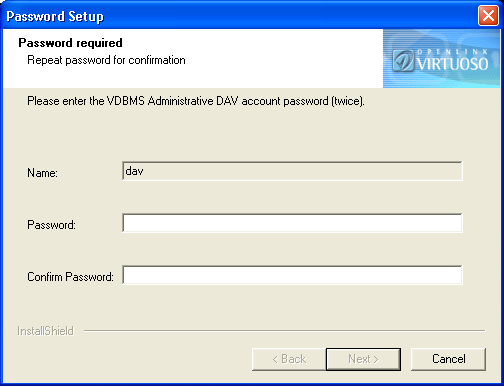 Password Setup
Password required
Repeat password for confirmation
OPENLINK
VIRTUOSO
Please enter the VDBMS Administrative DAV account password (twice).
Name: dav
Password:
Confirm Password:
InstallShield
< Back Next > Cancel